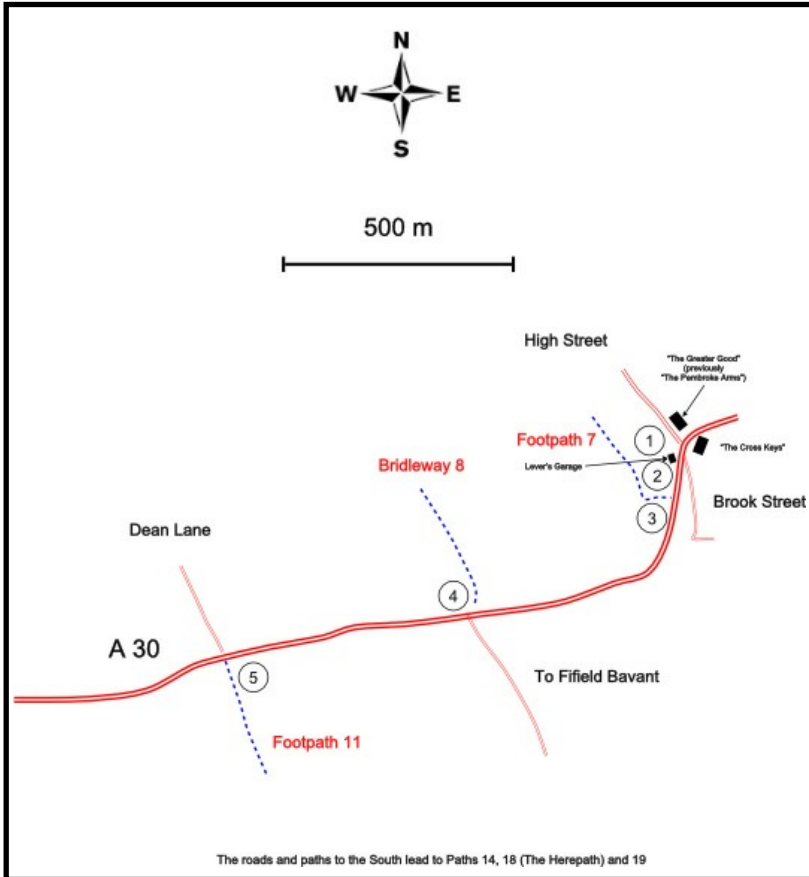 N
W E
S
500 m
High Street
"The Greater Good"
(previously
"The Pembroke Arms")
Footpath 7
1
"The Cross Keys"
Lever's Garage
2
Bridleway 8
Brook Street
3
Dean Lane
4
A 30
5
To Fifield Bavant
Footpath 11
The roads and paths to the South lead to Paths 14, 18 (The Herepath) and 19